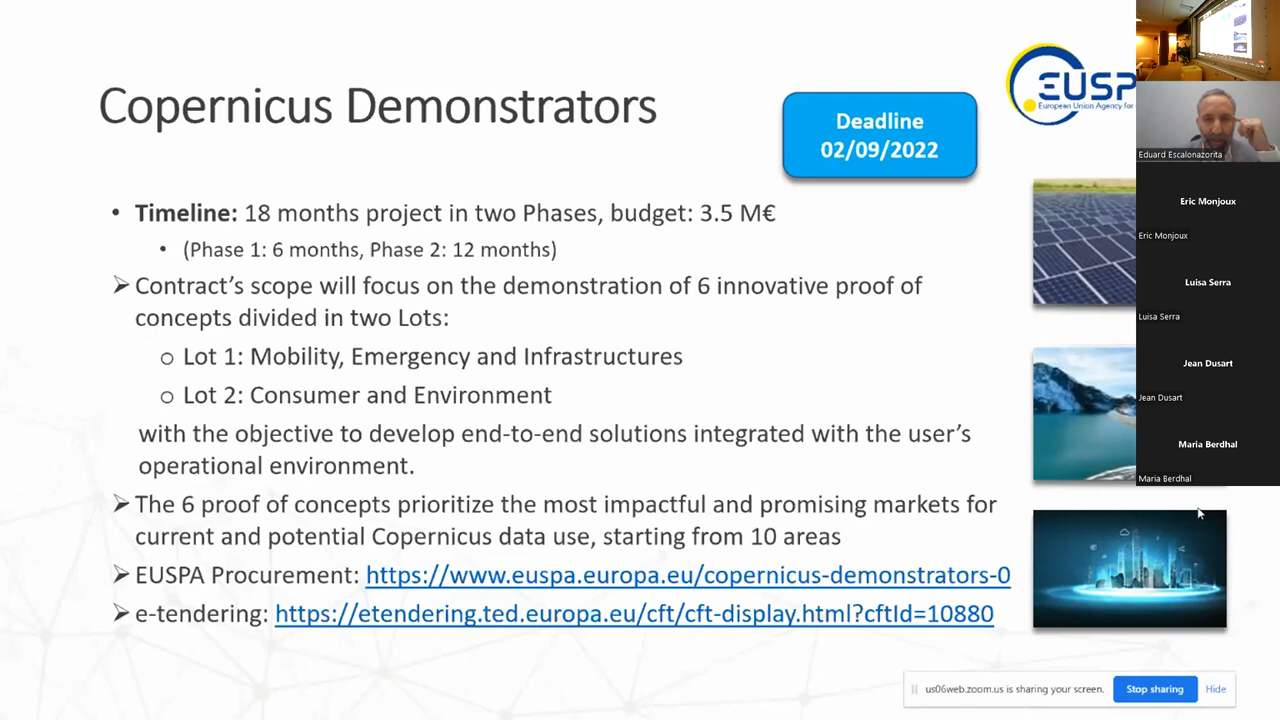 Copernicus Demonstrators
Deadline
02/09/2022
EUSP
European Union Agency for
• Timeline: 18 months project in two Phases, budget: 3.5 M€
• (Phase 1: 6 months, Phase 2: 12 months)
➢ Contract’s scope will focus on the demonstration of 6 innovative proof of
concepts divided in two Lots:
o Lot 1: Mobility, Emergency and Infrastructures
o Lot 2: Consumer and Environment
with the objective to develop end-to-end solutions integrated with the user’s
operational environment.
➢ The 6 proof of concepts prioritize the most impactful and promising markets for
current and potential Copernicus data use, starting from 10 areas
➢ EUSPA Procurement: https://www.euspa.europa.eu/copernicus-demonstrators-0
➢ e-tendering: https://etendering.ted.europa.eu/cft/cft-display.html?cftId=10880
Eduard Escalonazorita
Eric Monjoux
Eric Monjoux
Luisa Serra
Luisa Serra
Jean Dusart
Jean Dusart
Maria Berdhal
Maria Berdhal
us06web.zoom.us is sharing your screen.
Stop sharing
Hide